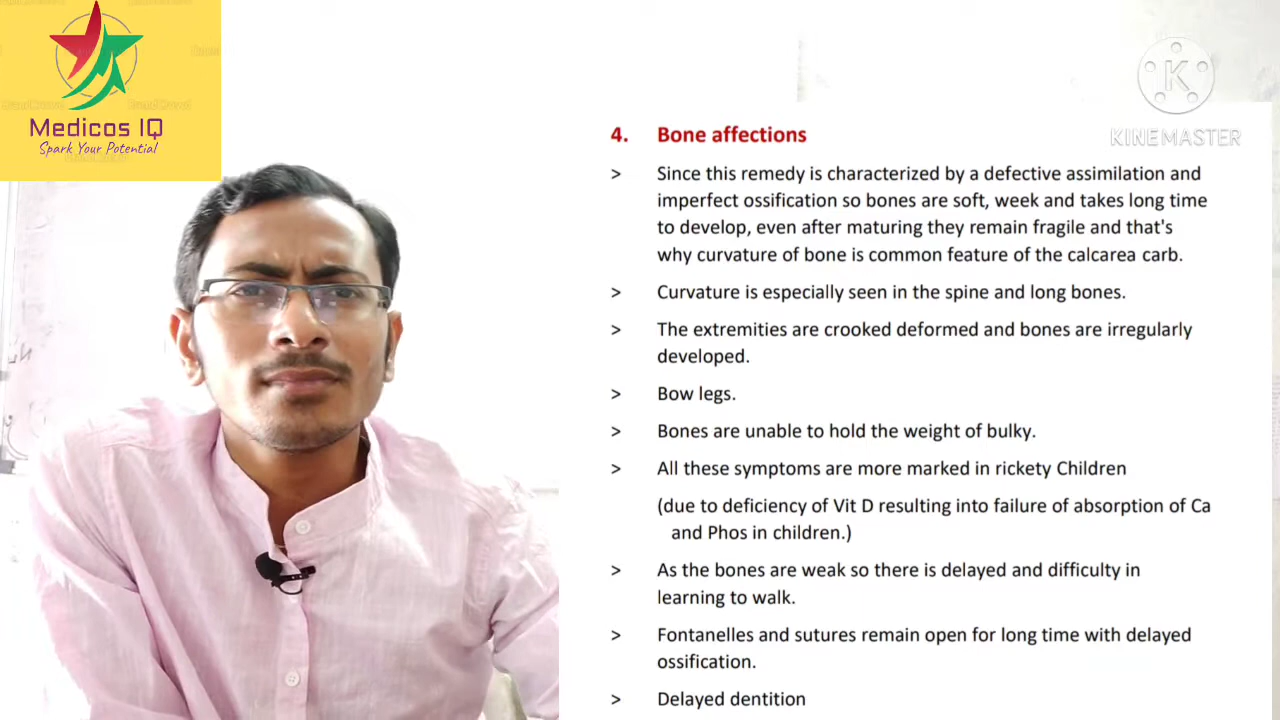 Medicos IQ
Spark Your Potential
KINEMASTER
4. Bone affections
> Since this remedy is characterized by a defective assimilation and
imperfect ossification so bones are soft, week and takes long time
to develop, even after maturing they remain fragile and that's
why curvature of bone is common feature of the calcarea carb.
> Curvature is especially seen in the spine and long bones.
> The extremities are crooked deformed and bones are irregularly
developed.
> Bow legs.
> Bones are unable to hold the weight of bulky.
> All these symptoms are more marked in rickety Children
(due to deficiency of Vit D resulting into failure of absorption of Ca
and Phos in children.)
> As the bones are weak so there is delayed and difficulty in
learning to walk.
> Fontanelles and sutures remain open for long time with delayed
ossification.
> Delayed dentition